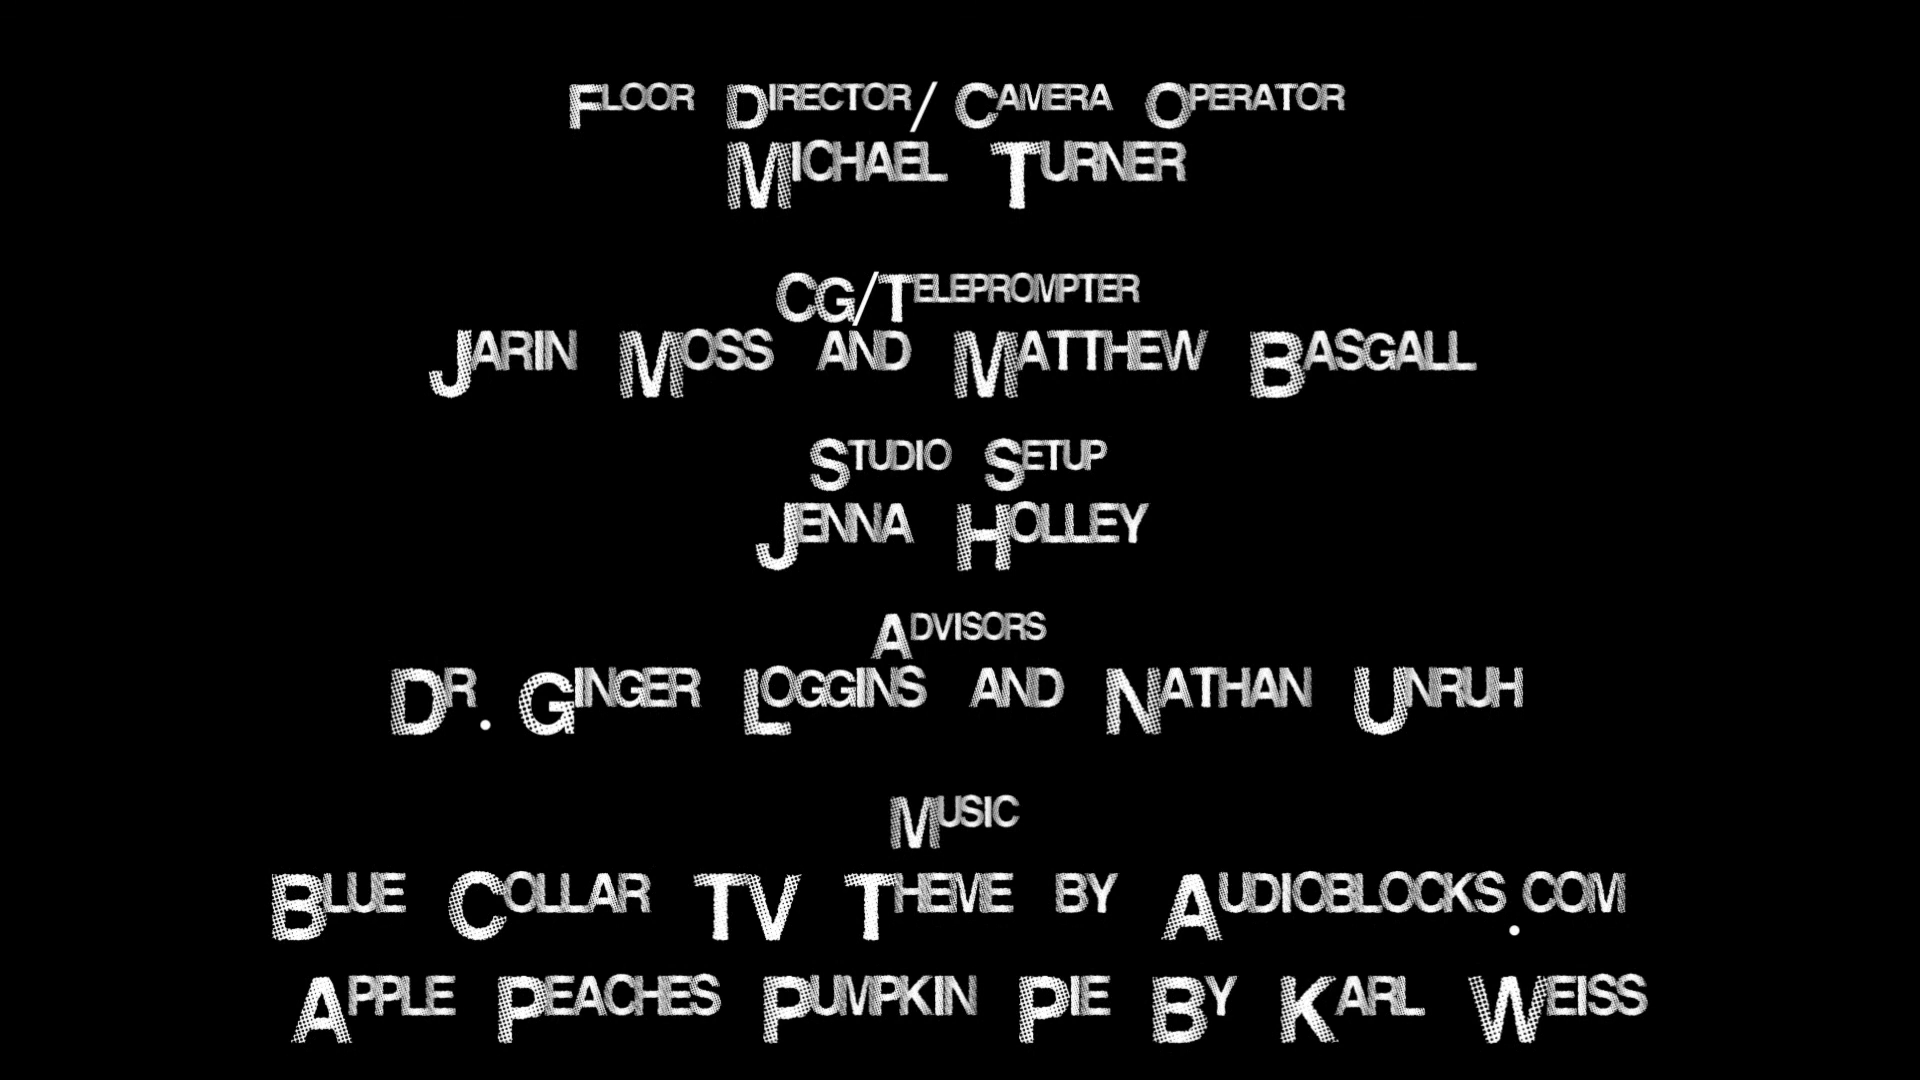 Floor Director/ Camera Operator
Michael Turner
CG/Teleprompter
Jarin Moss and Matthew Basgall
Studio Setup
Jenna Holley
Advisors
Dr. Ginger Loggins and Nathan Unruh
Music
Blue Collar TV Theme by Audioblocks.com
Apple Peaches Pumpkin Pie By Karl Weiss